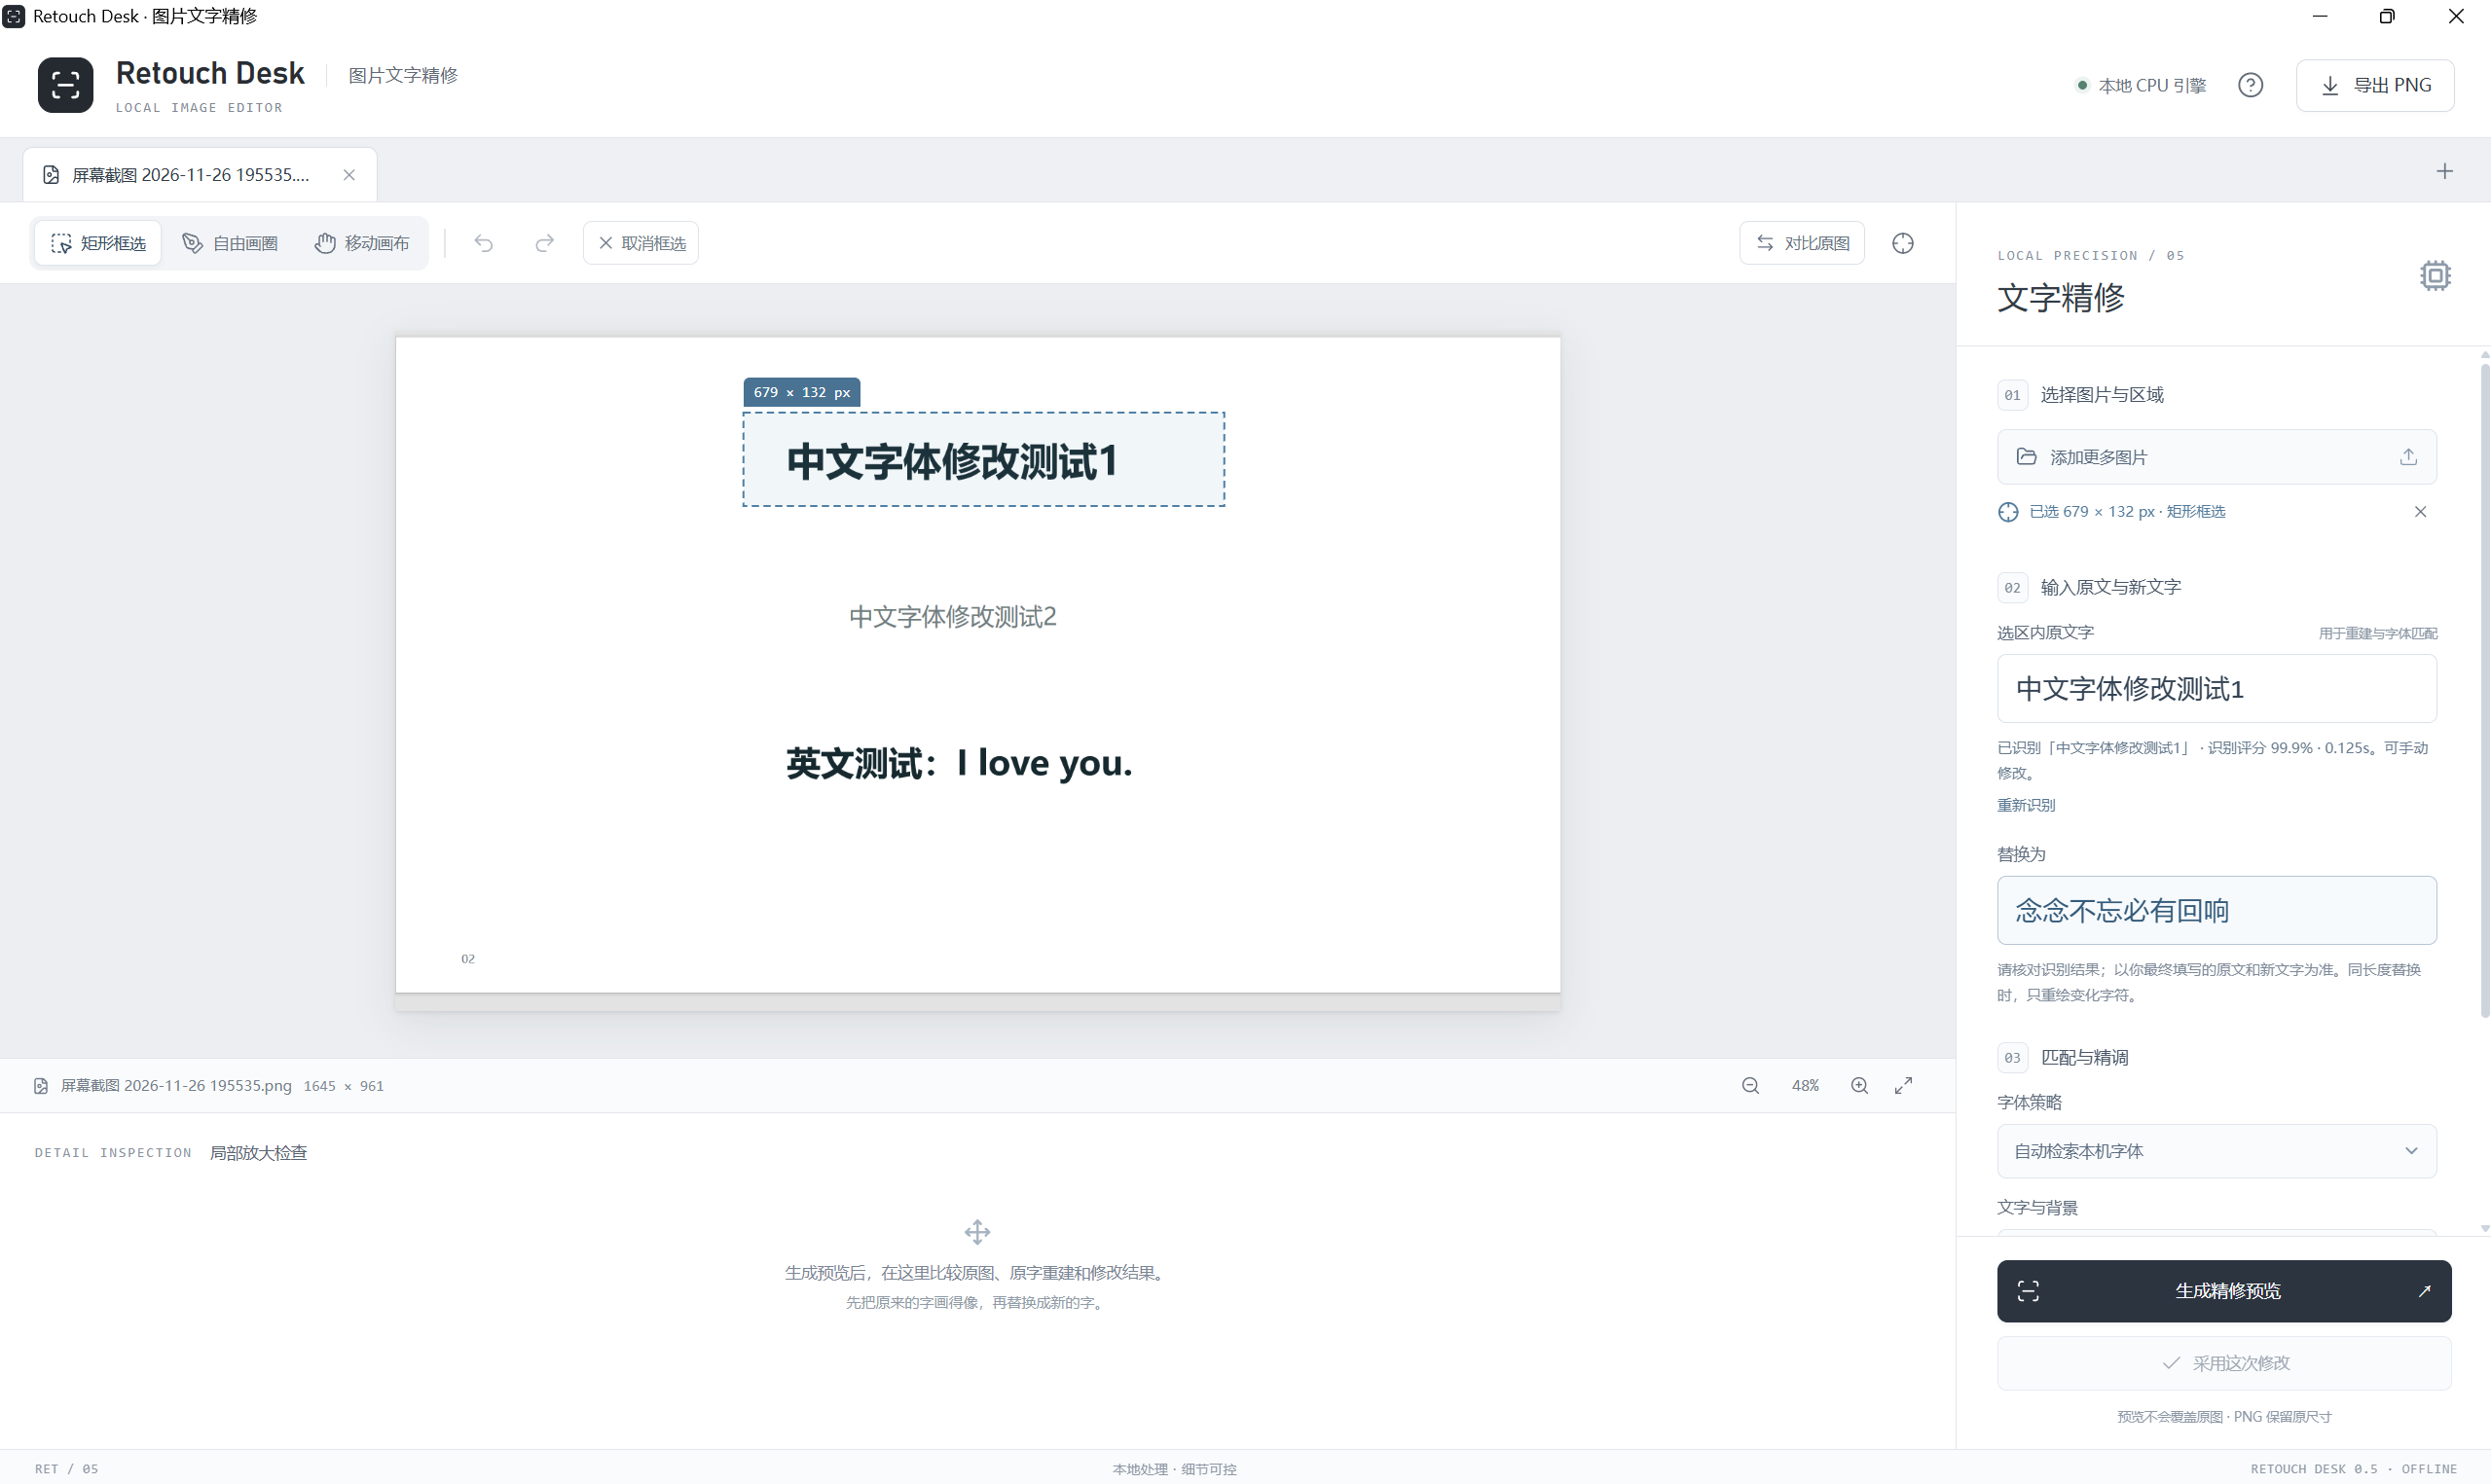 Retouch Desk · 图片文字精修
Retouch Desk
图片文字精修
LOCAL IMAGE EDITOR
本地 CPU 引擎
导出 PNG
屏幕截图 2026-11-26 195535....
矩形框选
自由画圈
移动画布
取消框选
对比原图
679 × 132 px
中文字体修改测试1
中文字体修改测试2
英文测试：I love you.
02
屏幕截图 2026-11-26 195535.png 1645 × 961
48%
DETAIL INSPECTION 局部放大检查
生成预览后，在这里比较原图、原字重建和修改结果。
先把原来的字画得像，再替换成新的字。
LOCAL PRECISION / 05
文字精修
01 选择图片与区域
添加更多图片
已选 679 × 132 px · 矩形框选
02 输入原文与新文字
选区内原文字
用于重建与字体匹配
中文字体修改测试1
已识别「中文字体修改测试1」 · 识别评分 99.9% · 0.125s。可手动
修改。
重新识别
替换为
念念不忘必有回响
请核对识别结果；以你最终填写的原文和新文字为准。同长度替换
时，只重绘变化字符。
03 匹配与精调
字体策略
自动检索本机字体
文字与背景
生成精修预览
采用这次修改
预览不会覆盖原图 · PNG 保留原尺寸
RET / 05
本地处理 · 细节可控
RETOUCH DESK 0.5 · OFFLINE